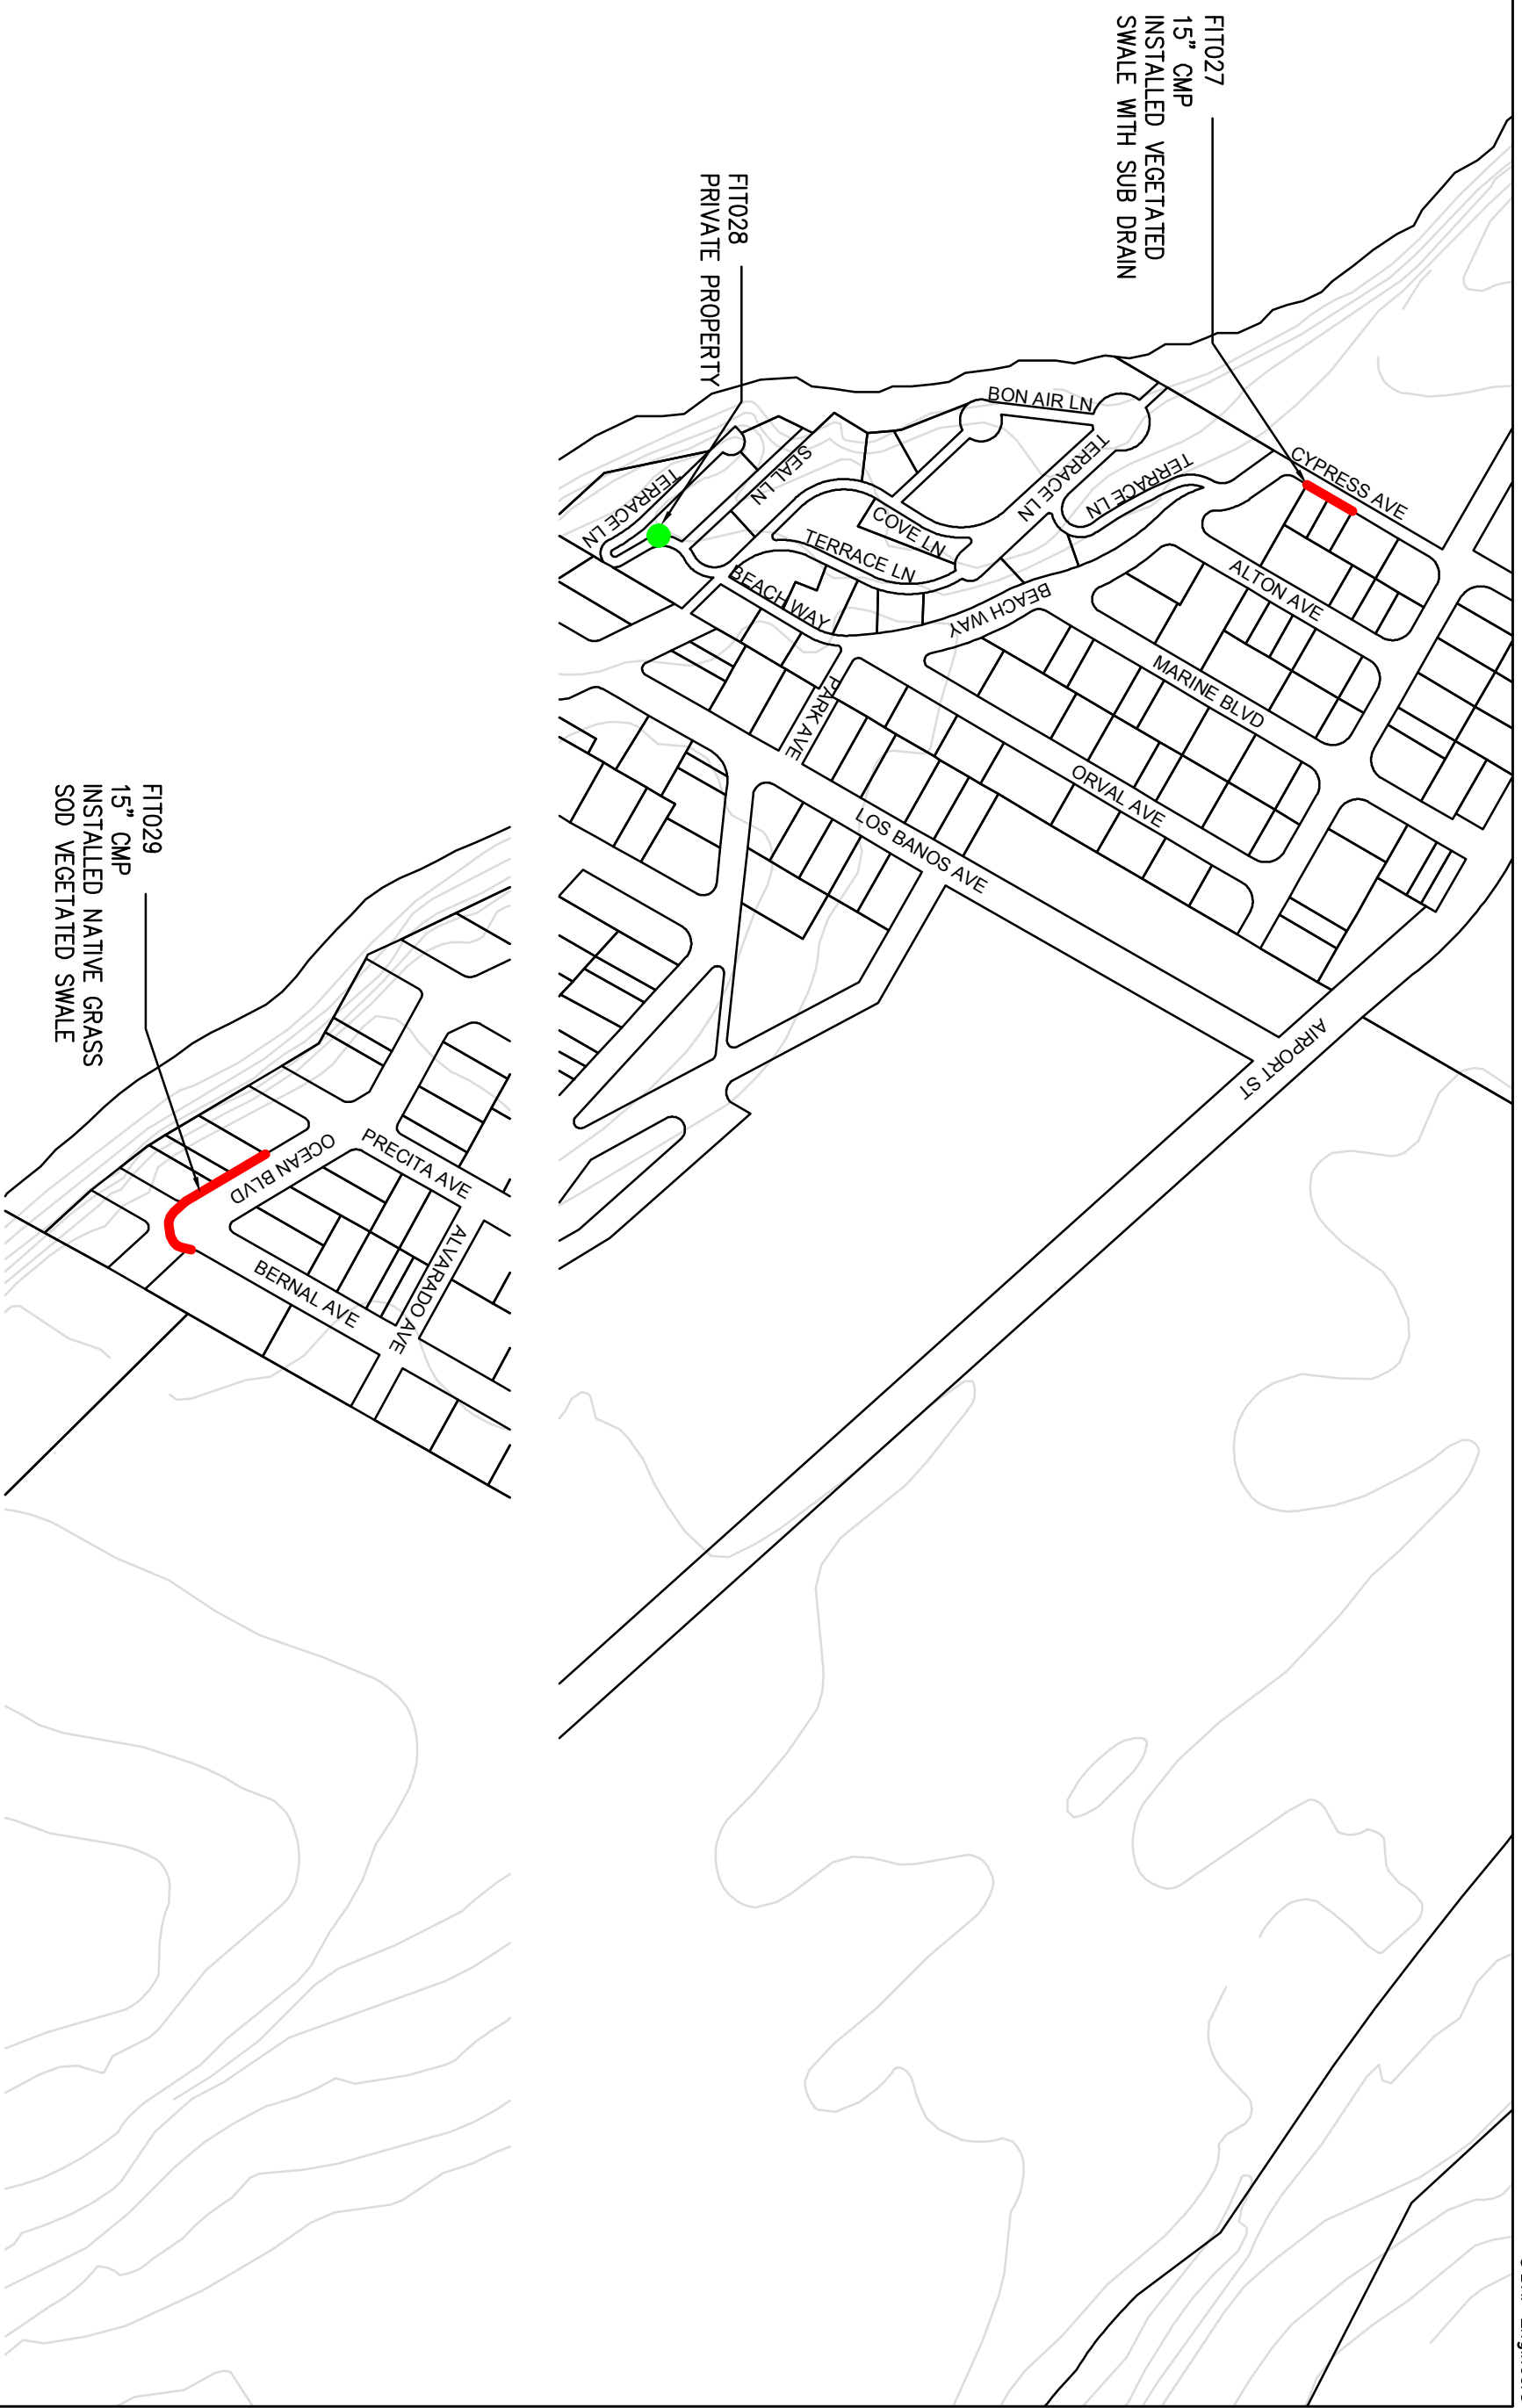 FIT027
15" CMP
INSTALLED VEGETATED
SWALE WITH SUB DRAIN
FIT028
PRIVATE PROPERTY
BON AIR LN
CYPRESS AVE
TERRACE LN
TERRACE LN
SEAL LN
TERRACE LN
COVE LN
TERRACE LN
ALTON AVE
BEACH WAY
BEACH WAY
MARINE BLVD
PARK AVE
ORVAL AVE
LOS BANOS AVE
AIRPORT ST
FIT029
15" CMP
INSTALLED NATIVE GRASS
SOD VEGETATED SWALE
OCEAN BLVD
PRECITA AVE
ALVARADO AVE
BERNAL AVE